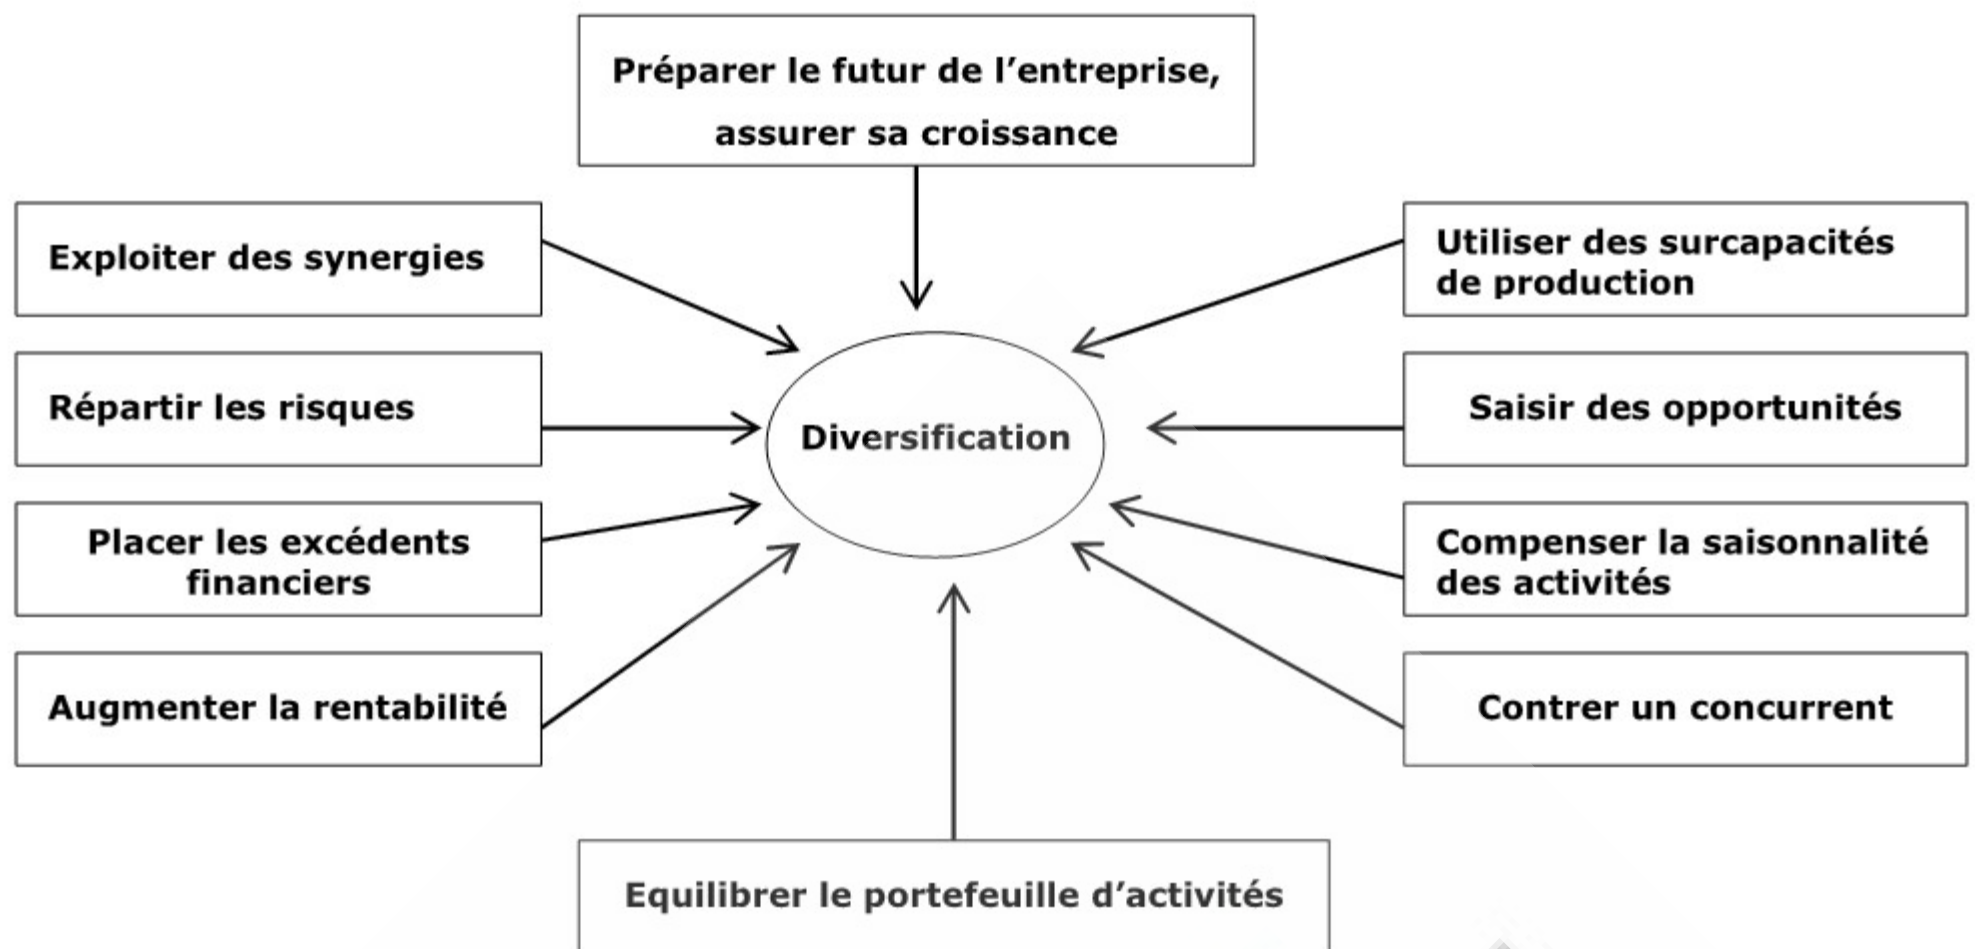 Préparer le futur de l’entreprise,
assurer sa croissance
Exploiter des synergies
Utiliser des surcapacités
de production
Répartir les risques
Saisir des opportunités
Diversification
Placer les excédents
financiers
Compenser la saisonnalité
des activités
Augmenter la rentabilité
Contrer un concurrent
Equilibrer le portefeuille d’activités